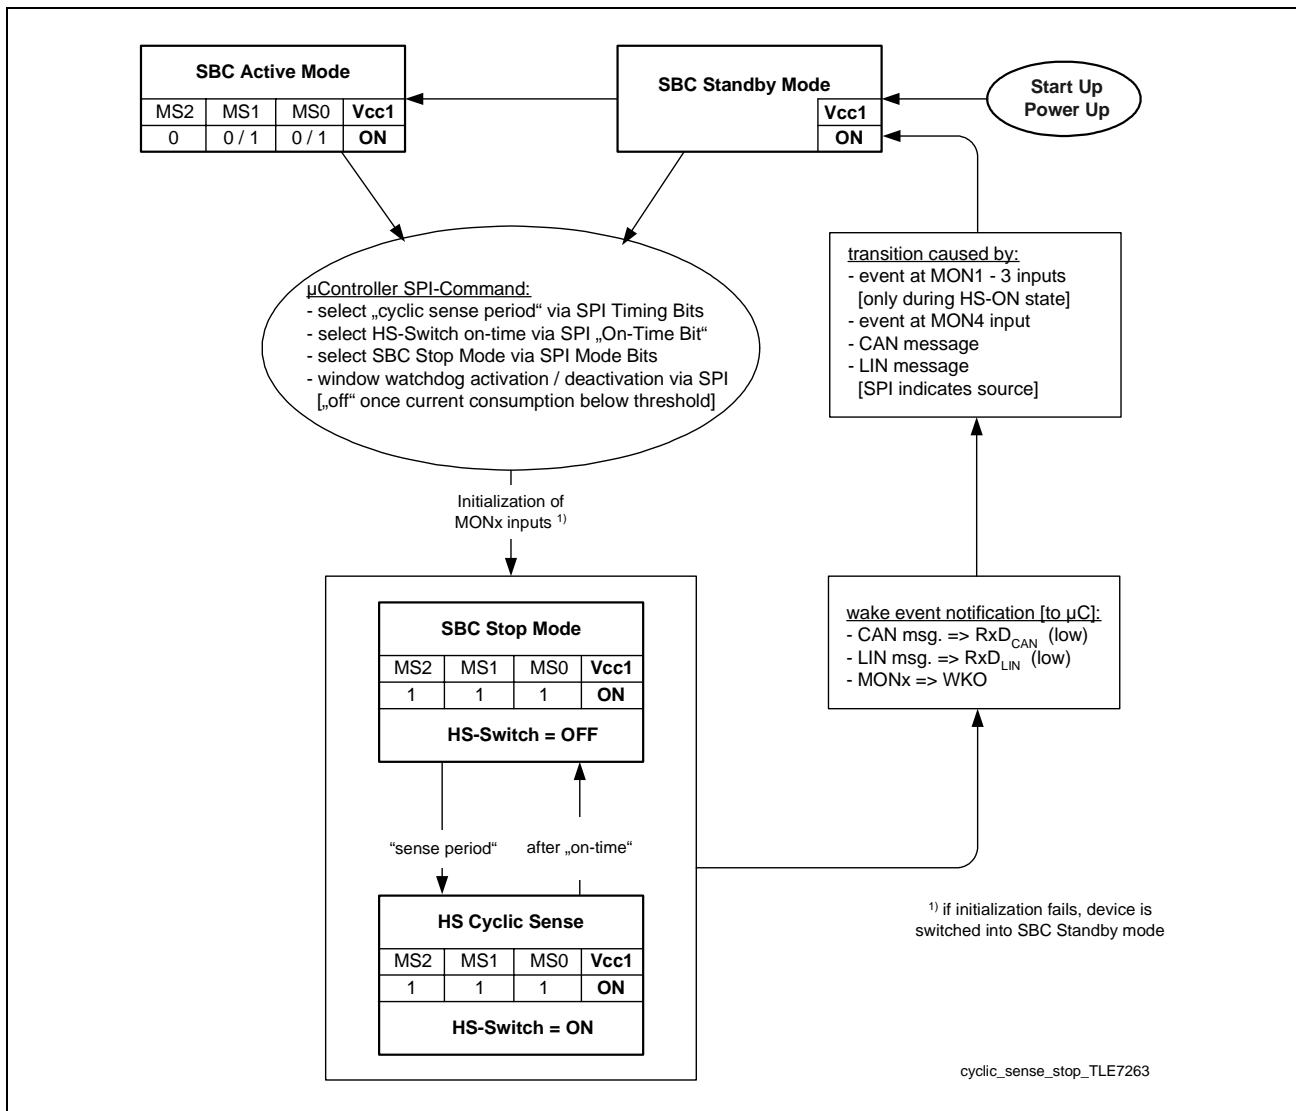 SBC Active Mode
MS2 MS1 MS0 Vcc1
0 0 / 1 0 / 1 ON
SBC Standby Mode
Vcc1
ON
Start Up
Power Up
µController SPI-Command:
- select „cyclic sense period“ via SPI Timing Bits
- select HS-Switch on-time via SPI „On-Time Bit“
- select SBC Stop Mode via SPI Mode Bits
- window watchdog activation / deactivation via SPI
[„off“ once current consumption below threshold]
transition caused by:
- event at MON1 - 3 inputs
[only during HS-ON state]
- event at MON4 input
- CAN message
- LIN message
[SPI indicates source]
Initialization of
MONx inputs 1)
SBC Stop Mode
MS2 MS1 MS0 Vcc1
1 1 1 ON
HS-Switch = OFF
wake event notification [to µC]:
- CAN msg. => RxDCAN (low)
- LIN msg. => RxDLIN (low)
- MONx => WKO
“sense period“ after „on-time“
HS Cyclic Sense
MS2 MS1 MS0 Vcc1
1 1 1 ON
HS-Switch = ON
1) if initialization fails, device is
switched into SBC Standby mode
cyclic_sense_stop_TLE7263